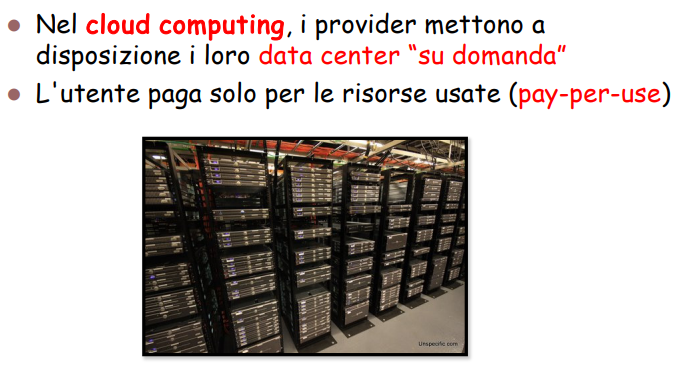 Nel cloud computing, i provider mettono a
disposizione i loro data center “su domanda”
L'utente paga solo per le risorse usate (pay-per-use)
Unspecific.com